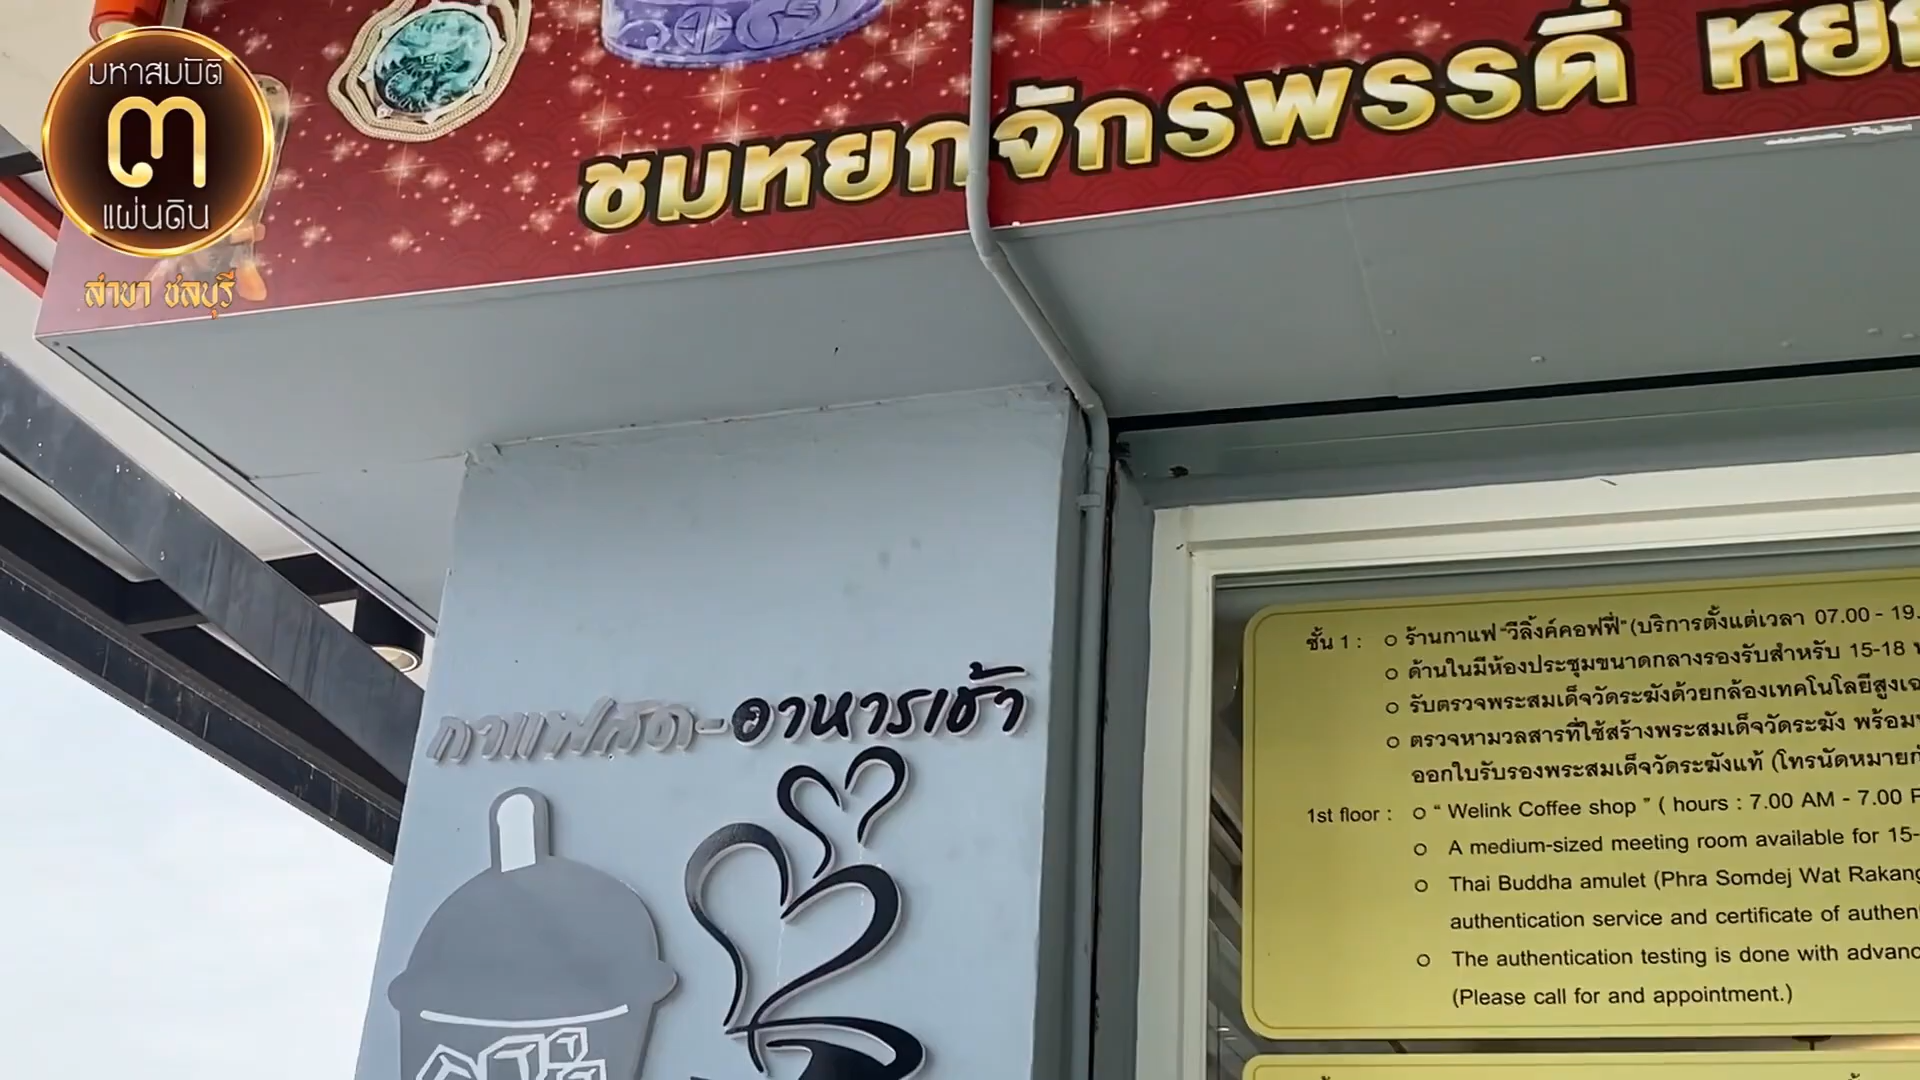 มหาสมบัติ
๓
แผ่นดิน
สาขา ชลบุรี
ชมหยกจักรพรรดิ์
กาแฟสด-อาหารเช้า
ชั้น 1 : ร้านกาแฟ "วีลิ้งค์คอฟฟี่" (บริการตั้งแต่เวลา 07.00 - 19.
ด้านในมีห้องประชุมขนาดกลางรองรับสำหรับ 15-18
รับตรวจพระสมเด็จวัดระฆังด้วยกล้องเทคโนโลยีสูง
ตรวจหามวลสารที่ใช้สร้างพระสมเด็จวัดระฆัง พร้อม
ออกใบรับรองพระสมเด็จวัดระฆังแท้ (โทรนัดหมาย
1st floor : " Welink Coffee shop " ( hours : 7.00 AM - 7.00 P
A medium-sized meeting room available for 15-
Thai Buddha amulet (Phra Somdej Wat Rakang
authentication service and certificate of authen
The authentication testing is done with advanc
(Please call for and appointment.)